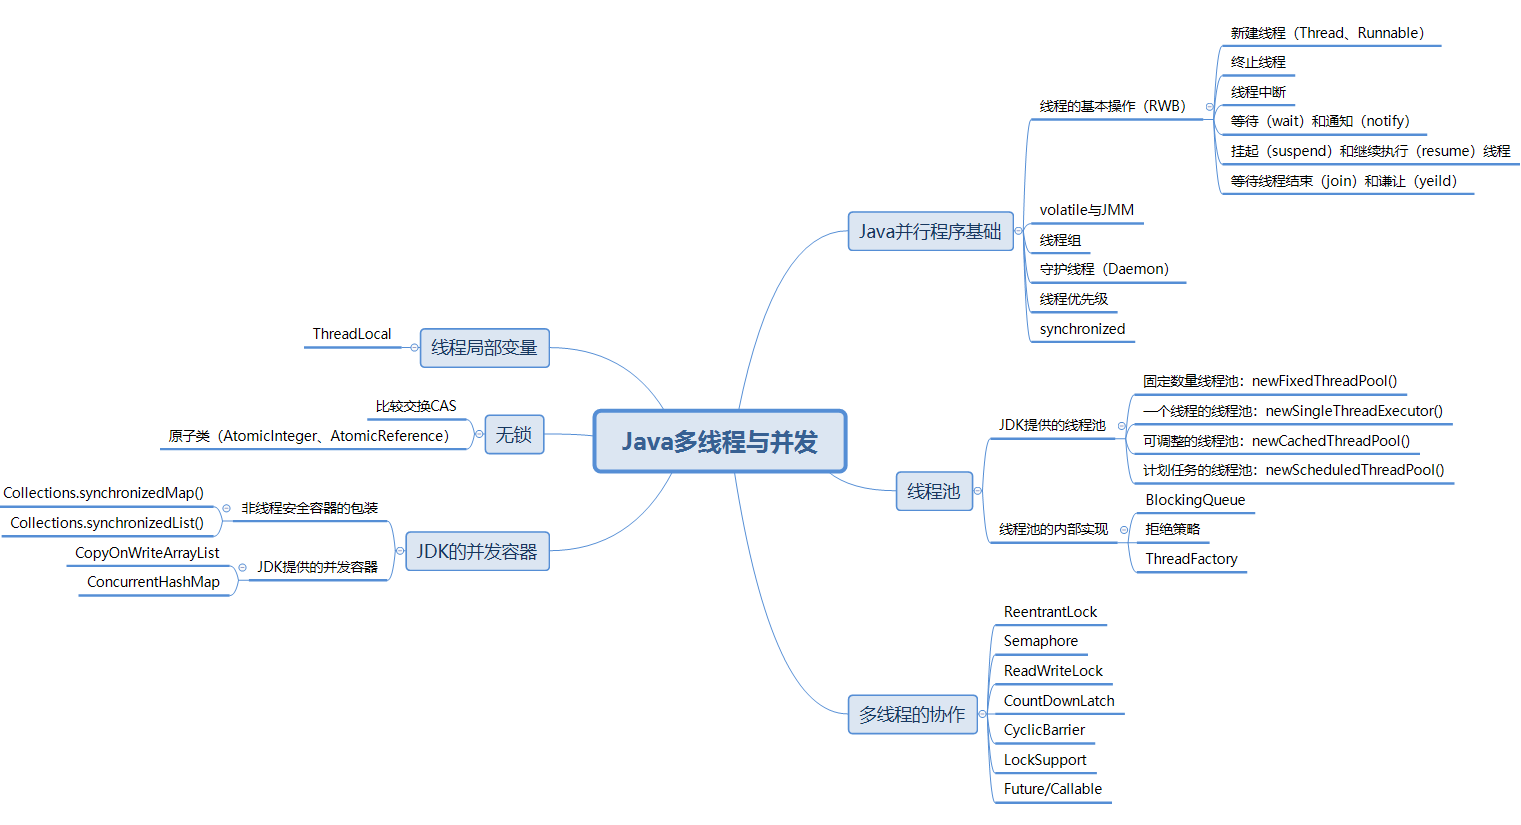 Java多线程与并发
Java并行程序基础
线程的基本操作（RWB）
新建线程（Thread、Runnable）
终止线程
线程中断
等待（wait）和通知（notify）
挂起（suspend）和继续执行（resume）线程
等待线程结束（join）和谦让（yeild）
volatile与JMM
线程组
守护线程（Daemon）
线程优先级
synchronized
线程池
JDK提供的线程池
固定数量线程池：newFixedThreadPool()
一个线程的线程池：newSingleThreadExecutor()
可调整的线程池：newCachedThreadPool()
计划任务的线程池：newScheduledThreadPool()
线程池的内部实现
BlockingQueue
拒绝策略
ThreadFactory
多线程的协作
ReentrantLock
Semaphore
ReadWriteLock
CountDownLatch
CyclicBarrier
LockSupport
Future/Callable
线程局部变量
ThreadLocal
无锁
比较交换CAS
原子类（AtomicInteger、AtomicReference）
JDK的并发容器
非线程安全容器的包装
Collections.synchronizedMap()
Collections.synchronizedList()
JDK提供的并发容器
CopyOnWriteArrayList
ConcurrentHashMap